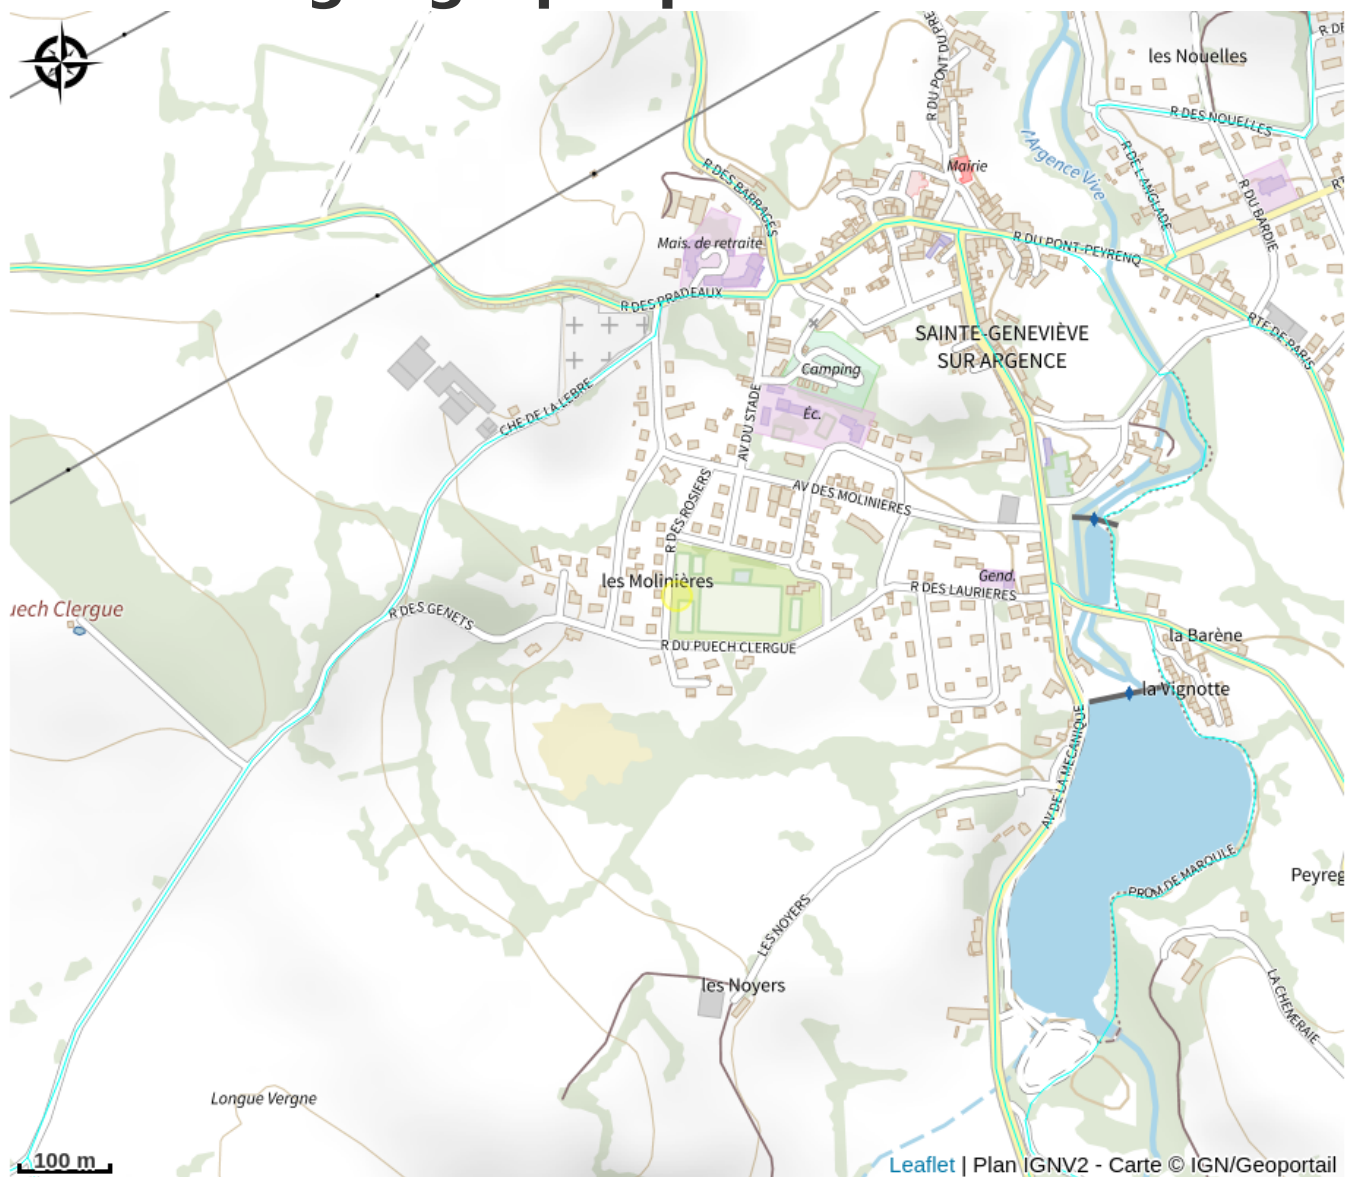 les Nouelles
R DU PONT DU PRE
R DES NOUELLES
l'Argence Vive
R DE L'ANGLADE
Mairie
R DES BARRAGES
R DU BARDIE
Mais. de retraite
R DU PONT-PEYRENQ
R DES PRADEAUX
SAINTE-GENEVIÈVE
SUR ARGENCE
RTE DE PARIS
Camping
CHE DE LA LEBRE
AV DU STADE
Éc.
R DES ROSIERS
AV DES MOLINIERES
les Molinières
Gend.
R DES LAURIERES
uech Clergue
R DES GENETS
R DU PUECH CLERGUE
la Barène
la Vignotte
AV DE LA MECANIQUE
PROM DE MAROULE
Peyreg
LES NOYERS
les Noyers
LA CHENERAIE
Longue Vergne
100 m
Leaflet | Plan IGNV2 - Carte © IGN/Geoportail